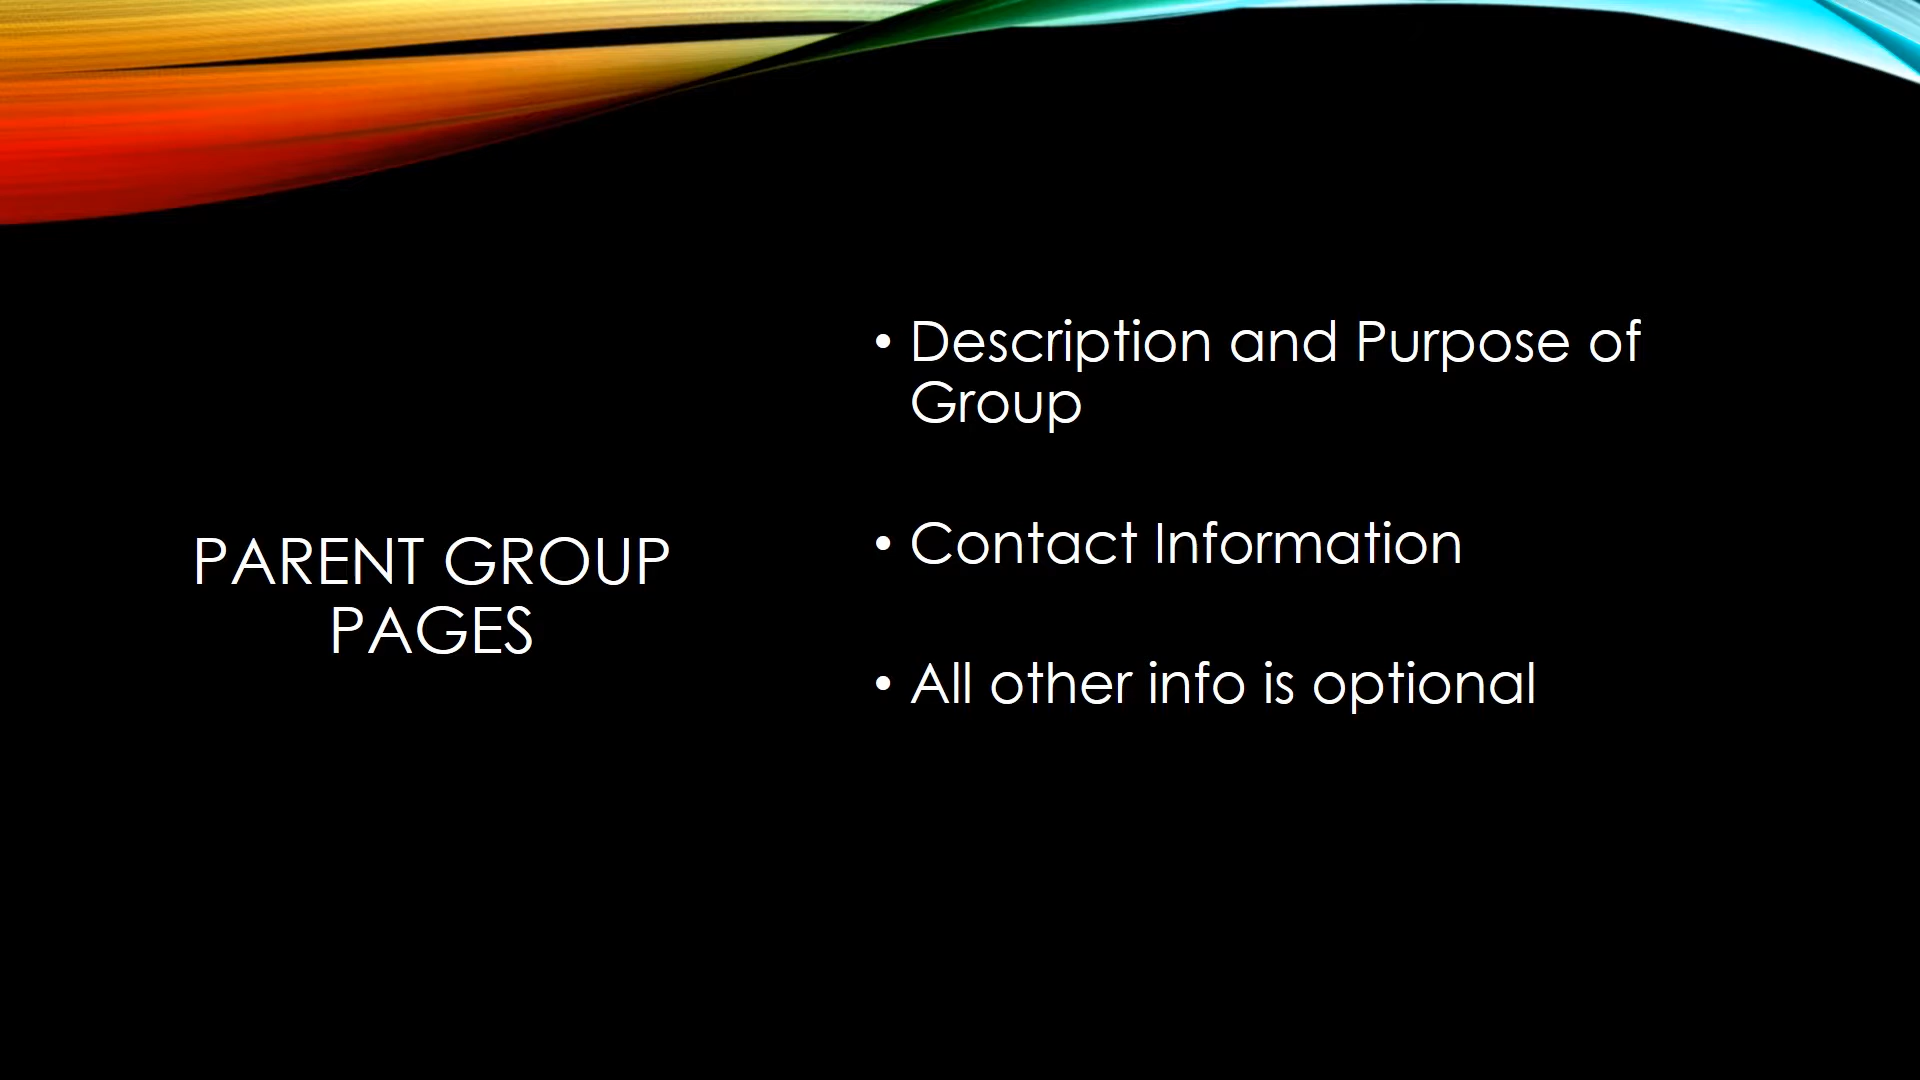 PARENT GROUP
PAGES
• Description and Purpose of
Group
• Contact Information
• All other info is optional